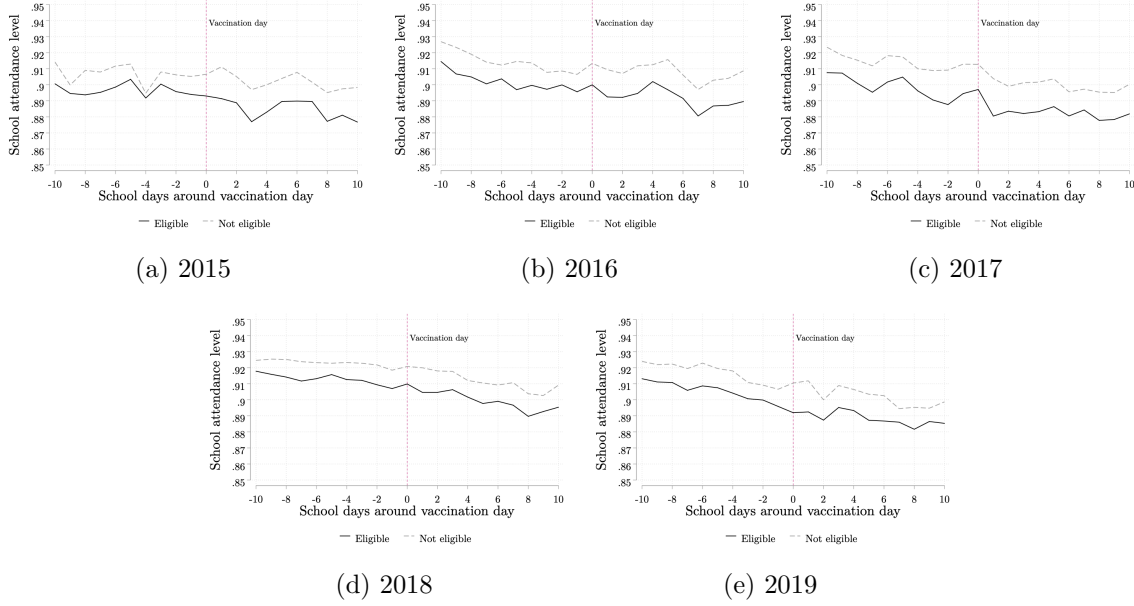 School attendance level
.95
.94
.93
.92
.91
.9
.89
.88
.87
.86
.85
Vaccination day
-10 -8 -6 -4 -2 0 2 4 6 8 10
School days around vaccination day
Eligible Not eligible
(a) 2015
School attendance level
.95
.94
.93
.92
.91
.9
.89
.88
.87
.86
.85
Vaccination day
-10 -8 -6 -4 -2 0 2 4 6 8 10
School days around vaccination day
Eligible Not eligible
(b) 2016
School attendance level
.95
.94
.93
.92
.91
.9
.89
.88
.87
.86
.85
Vaccination day
-10 -8 -6 -4 -2 0 2 4 6 8 10
School days around vaccination day
Eligible Not eligible
(c) 2017
School attendance level
.95
.94
.93
.92
.91
.9
.89
.88
.87
.86
.85
Vaccination day
-10 -8 -6 -4 -2 0 2 4 6 8 10
School days around vaccination day
Eligible Not eligible
(d) 2018
School attendance level
.95
.94
.93
.92
.91
.9
.89
.88
.87
.86
.85
Vaccination day
-10 -8 -6 -4 -2 0 2 4 6 8 10
School days around vaccination day
Eligible Not eligible
(e) 2019